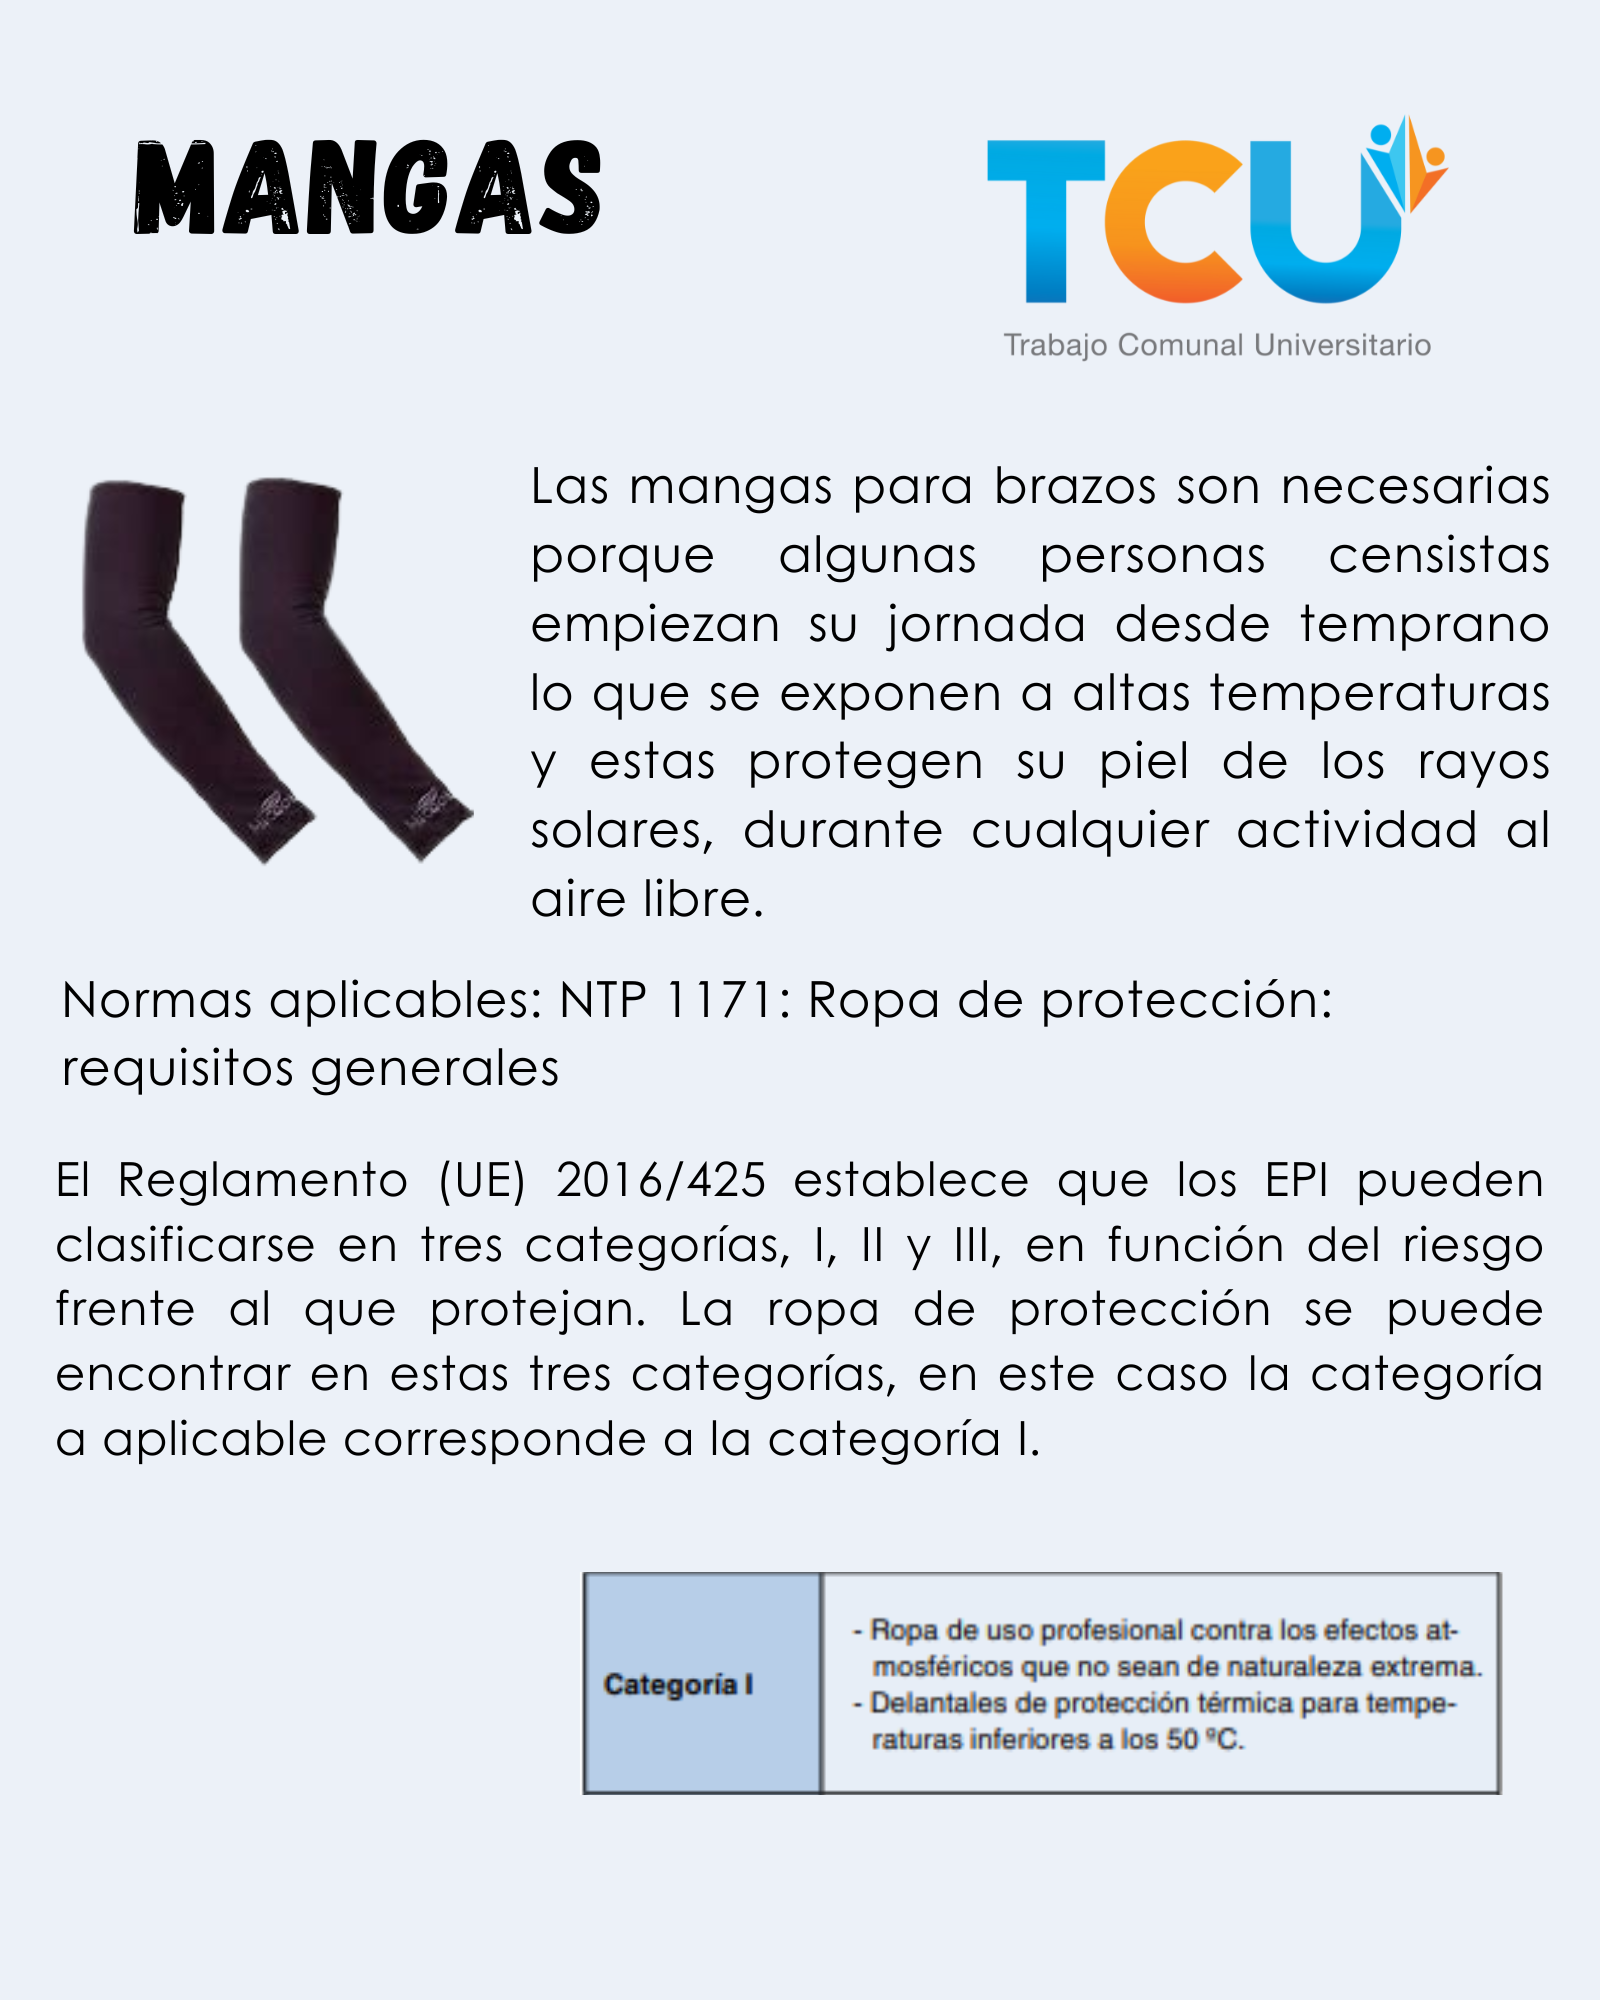 MANGAS
TCU
Trabajo Comunal Universitario
Las mangas para brazos son necesarias
porque algunas personas censistas
empiezan su jornada desde temprano
lo que se exponen a altas temperaturas
y estas protegen su piel de los rayos
solares, durante cualquier actividad al
aire libre.
Normas aplicables: NTP 1171: Ropa de protección:
requisitos generales
El Reglamento (UE) 2016/425 establece que los EPI pueden
clasificarse en tres categorías, I, II y III, en función del riesgo
frente al que protejan. La ropa de protección se puede
encontrar en estas tres categorías, en este caso la categoría
a aplicable corresponde a la categoría I.
Categoría I
- Ropa de uso profesional contra los efectos at-
mosféricos que no sean de naturaleza extrema.
- Delantales de protección térmica para tempe-
raturas inferiores a los 50 ºC.